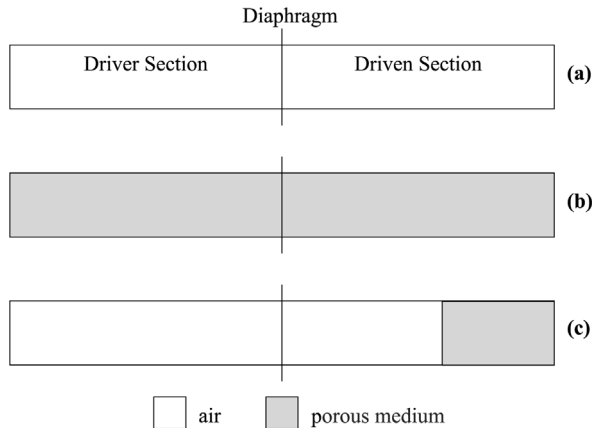 Diaphragm
Driver Section Driven Section (a)
(b)
(c)
air porous medium